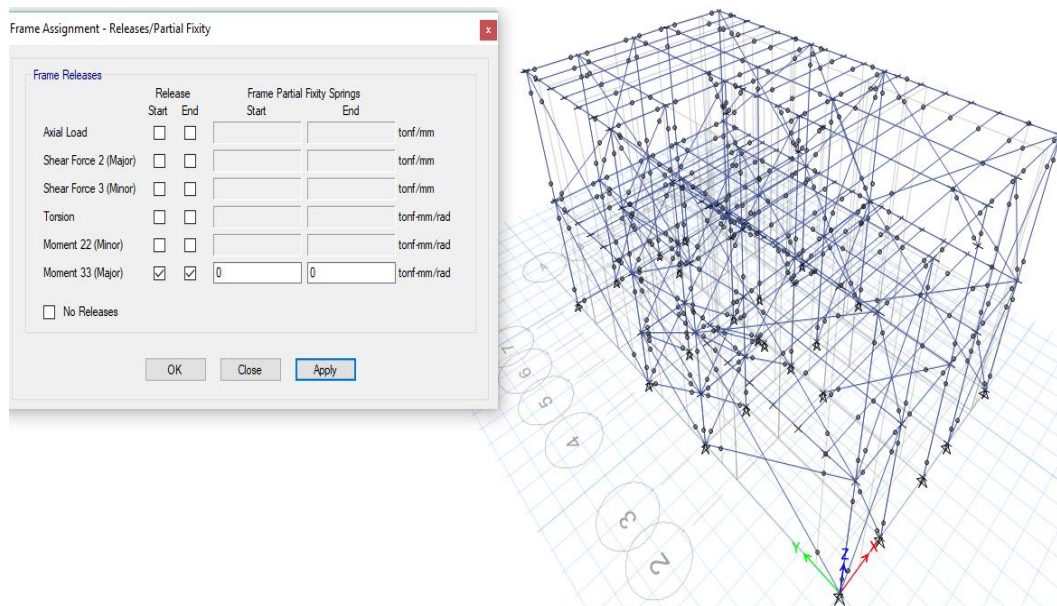 Frame Assignment - Releases/Partial Fixity
x
Frame Releases
Release Frame Partial Fixity Springs
Start End Start End
Axial Load tonf/mm
Shear Force 2 (Major) tonf/mm
Shear Force 3 (Minor) tonf/mm
Torsion tonf-mm/rad
Moment 22 (Minor) tonf-mm/rad
Moment 33 (Major) 0 0 tonf-mm/rad
No Releases
OK Close Apply
7
6
5
4
3
2
Y Z X